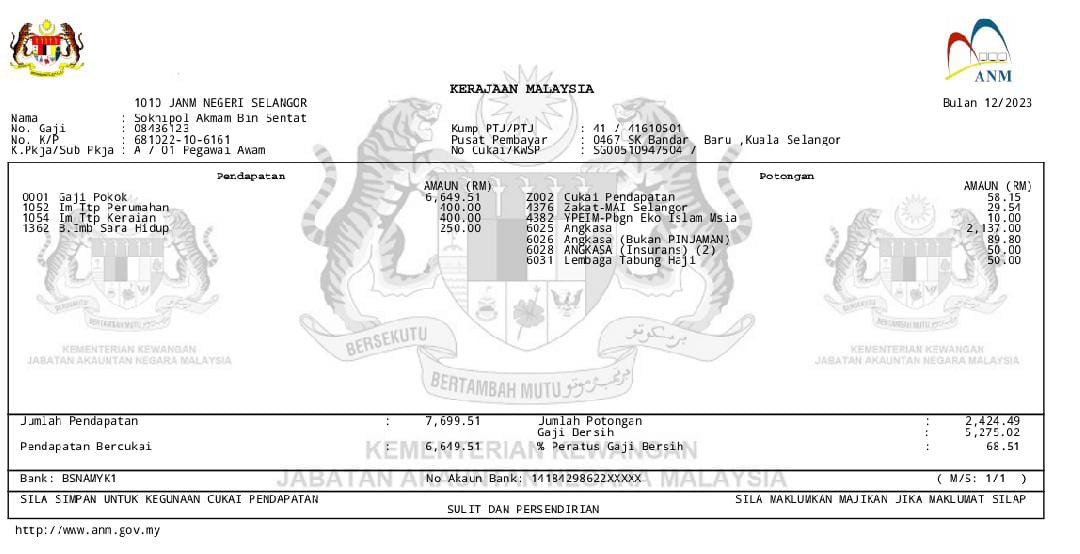 ANM
KERAJAAN MALAYSIA
1010 JANM NEGERI SELANGOR
Bulan 12/2023
Nama : Sokhipol Akmam Bin Sentat
No. Gaji : 08436123
Kump PTJ/PTJ : 41 / 41610501
No. K/P : 681022-10-6161
Pusat Pembayar : 0467 SK Bandar Baru ,Kuala Selangor
K.Pkja/Sub Pkja : A / 01 Pegawai Awam
No Cukai/KWSP : SG00510947504 /
Pendapatan Potongan
AMAUN (RM) AMAUN (RM)
0001 Gaji Pokok 6,649.51 Z002 Cukai Pendapatan 58.15
1052 Im Ttp Perumahan 400.00 4376 Zakat-MAI Selangor 29.54
1054 Im Ttp Keraian 400.00 4382 YPEIM-Pbgn Eko Islam Msia 10.00
1362 B.Imb Sara Hidup 250.00 6025 Angkasa 2,137.00
6026 Angkasa (Bukan PINJAMAN) 89.80
6028 ANGKASA (Insurans) (2) 50.00
6031 Lembaga Tabung Haji 50.00
BERSEKUTU
BERTAMBAH MUTU
BERTAMBAH MUTU
BERTAMBAH MUTU
KEMENTERIAN KEWANGAN
JABATAN AKAUNTAN NEGARA MALAYSIA
KEMENTERIAN KEWANGAN
JABATAN AKAUNTAN NEGARA MALAYSIA
Jumlah Pendapatan : 7,699.51 Jumlah Potongan : 2,424.49
Gaji Bersih : 5,275.02
Pendapatan Bercukai : 6,649.51 % Peratus Gaji Bersih : 68.51
KEMENTERIAN KEWANGAN
JABATAN AKAUNTAN NEGARA MALAYSIA
Bank: BSNAMYK1 No Akaun Bank: 14184298622XXXXX ( M/S: 1/1 )
SILA SIMPAN UNTUK KEGUNAAN CUKAI PENDAPATAN SILA MAKLUMKAN MAJIKAN JIKA MAKLUMAT SILAP
SULIT DAN PERSENDIRIAN
http://www.anm.gov.my